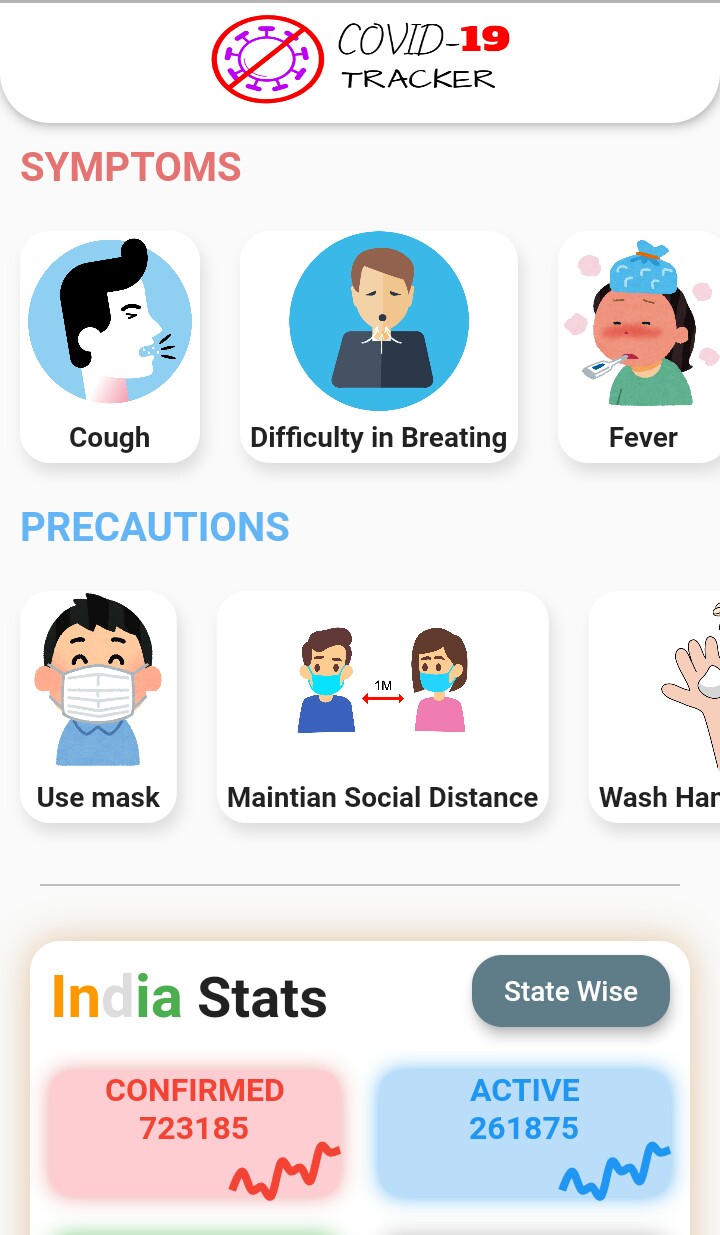 COVID-19
TRACKER
SYMPTOMS
Cough
Difficulty in Breating
Fever
PRECAUTIONS
1M
Use mask
Maintian Social Distance
Wash
India Stats
State Wise
CONFIRMED
723185
ACTIVE
261875